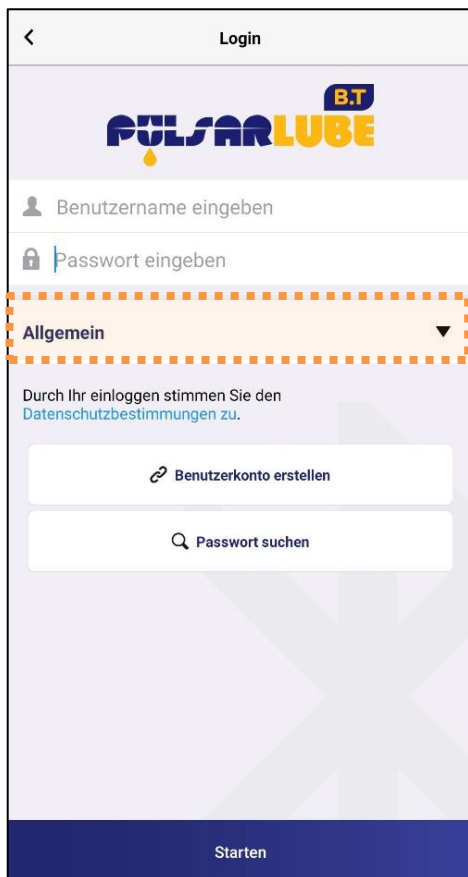 Login
B.T
PULSARLUBE
Benutzername eingeben
Passwort eingeben
Allgemein
Durch Ihr einloggen stimmen Sie den
Datenschutzbestimmungen zu.
Benutzerkonto erstellen
Passwort suchen
Starten